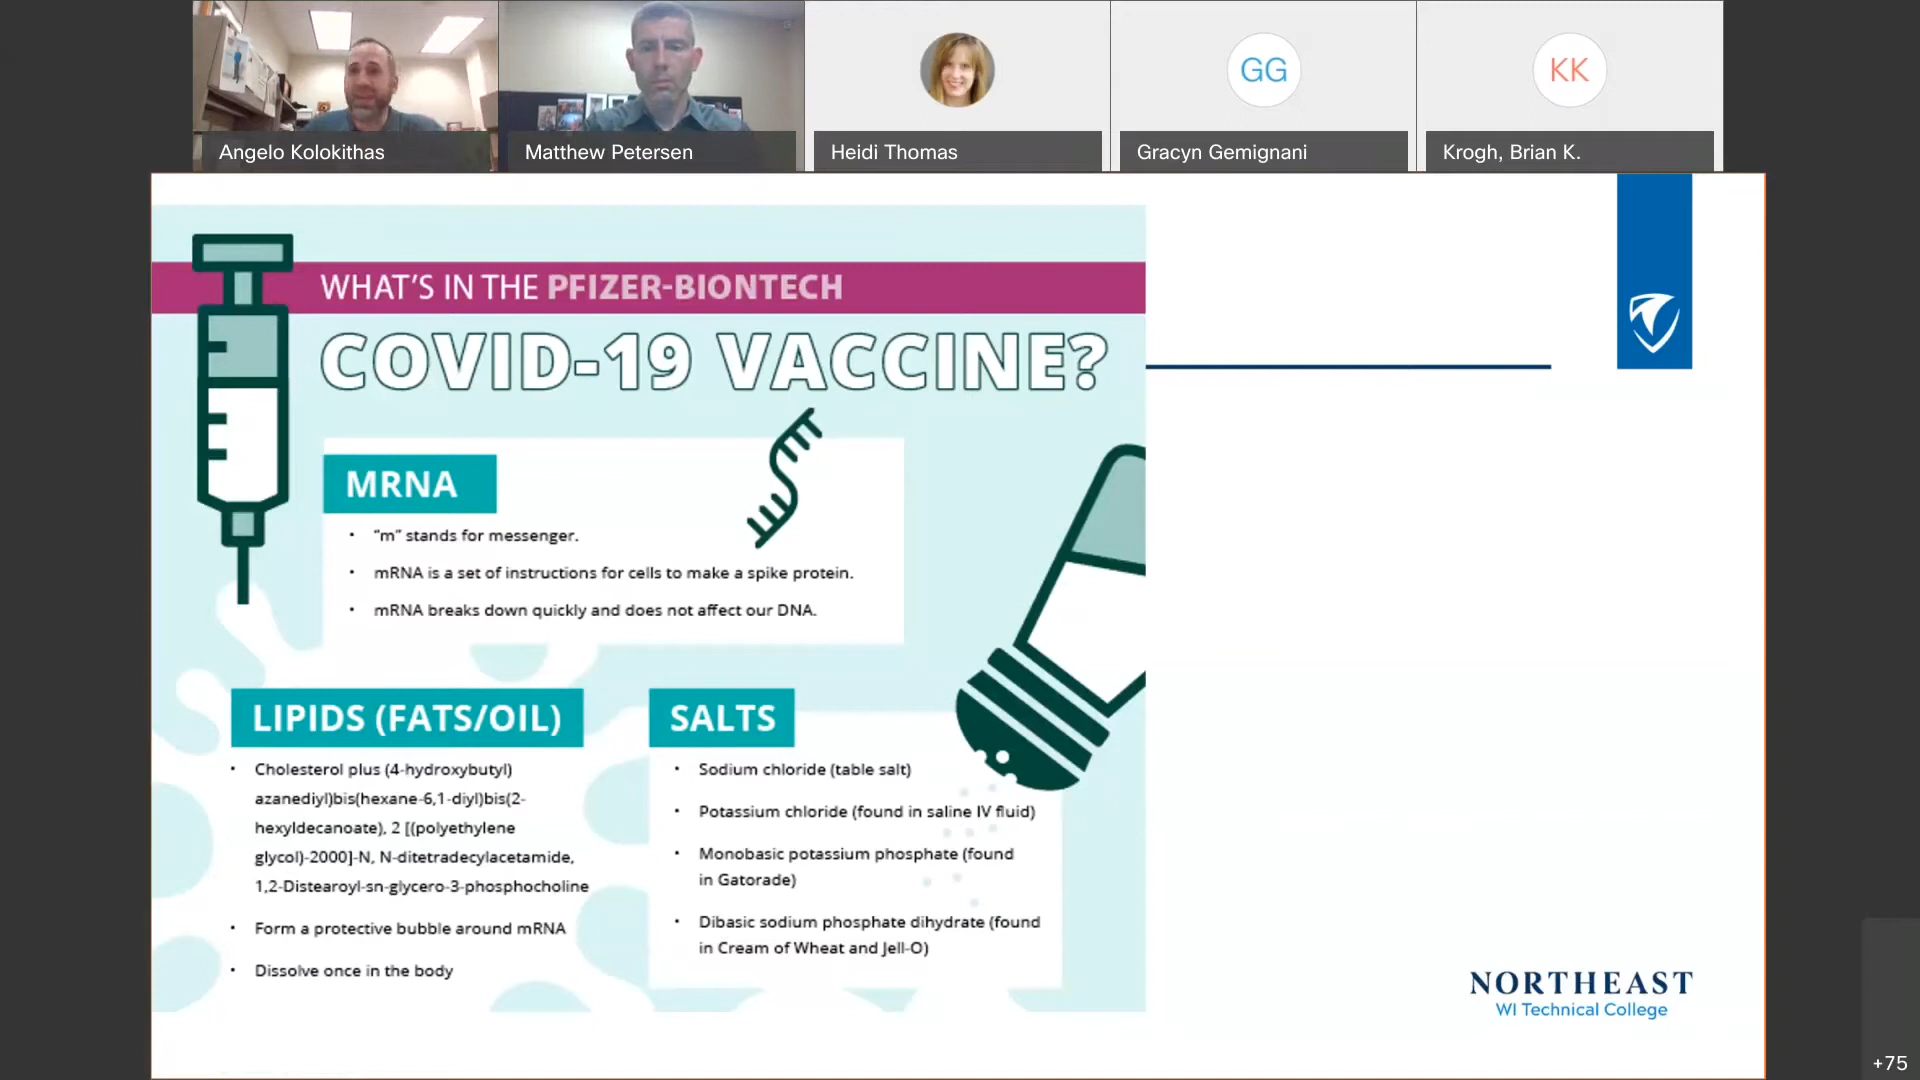 Angelo Kolokithas
Matthew Petersen
Heidi Thomas
GG
Gracyn Gemignani
KK
Krogh, Brian K.
WHAT'S IN THE PFIZER-BIONTECH
COVID-19 VACCINE?
MRNA
• "m" stands for messenger.
• mRNA is a set of instructions for cells to make a spike protein.
• mRNA breaks down quickly and does not affect our DNA.
LIPIDS (FATS/OIL)
• Cholesterol plus (4-hydroxybutyl)
azanediyl)bis(hexane-6,1-diyl)bis(2-
hexyldecanoate), 2 [(polyethylene
glycol)-2000]-N, N-ditetradecylacetamide,
1,2-Distearoyl-sn-glycero-3-phosphocholine
• Form a protective bubble around mRNA
• Dissolve once in the body
SALTS
• Sodium chloride (table salt)
• Potassium chloride (found in saline IV fluid)
• Monobasic potassium phosphate (found
in Gatorade)
• Dibasic sodium phosphate dihydrate (found
in Cream of Wheat and Jell-O)
NORTHEAST
WI Technical College
+75